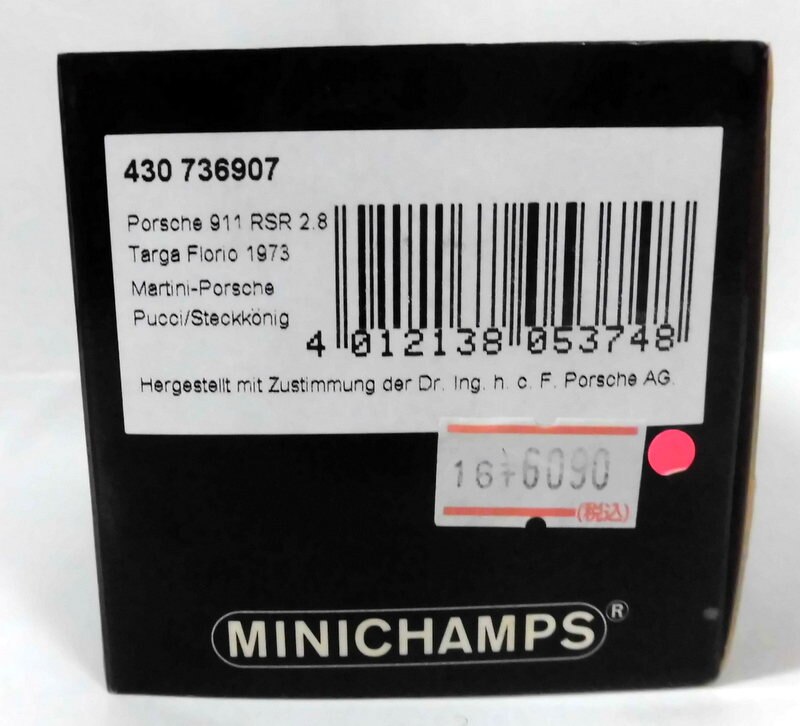 430 736907
Porsche 911 RSR 2.8
Targa Florio 1973
Martini-Porsche
Pucci/Steckkönig
4 012138 053748
Hergestellt mit Zustimmung der Dr. Ing. h. c. F. Porsche AG.
16 ¥6090
(税込)
MINICHAMPS®